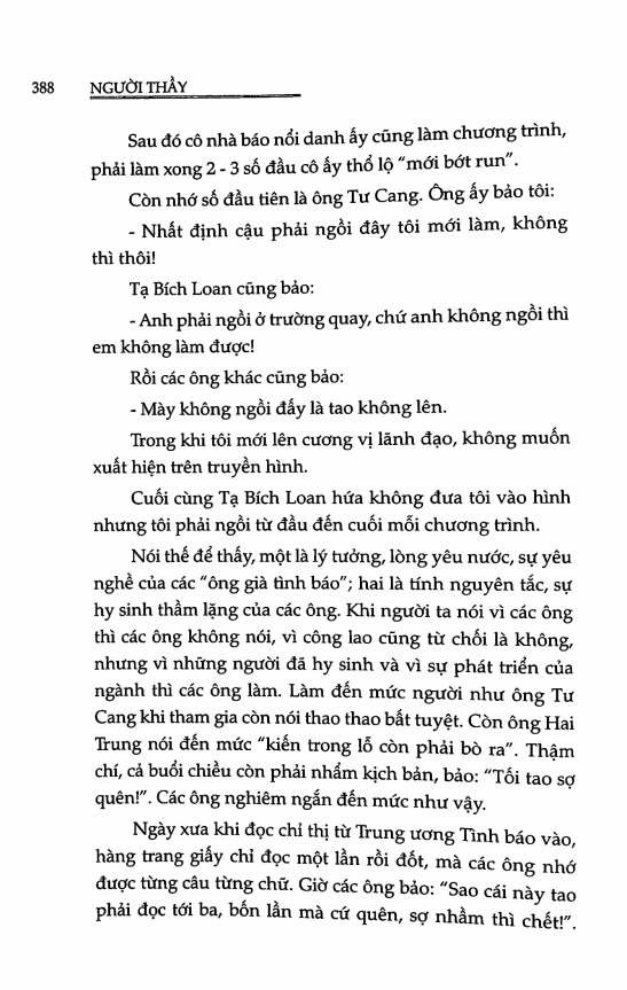 388 NGƯỜI THẦY
Sau đó cô nhà báo nổi danh ấy cũng làm chương trình,
phải làm xong 2 - 3 số đầu cô ấy thổ lộ “mới bớt run”.
Còn nhớ số đầu tiên là ông Tư Cang. Ông ấy bảo tôi:
- Nhất định cậu phải ngồi đây tôi mới làm, không
thì thôi!
Tạ Bích Loan cũng bảo:
- Anh phải ngồi ở trường quay, chứ anh không ngồi thì
em không làm được!
Rồi các ông khác cũng bảo:
- Mày không ngồi đấy là tao không lên.
Trong khi tôi mới lên cương vị lãnh đạo, không muốn
xuất hiện trên truyền hình.
Cuối cùng Tạ Bích Loan hứa không đưa tôi vào hình
nhưng tôi phải ngồi từ đầu đến cuối mỗi chương trình.
Nói thế để thấy, một là lý tưởng, lòng yêu nước, sự yêu
nghề của các “ông già tình báo”; hai là tính nguyên tắc, sự
hy sinh thầm lặng của các ông. Khi người ta nói vì các ông
thì các ông không nói, vì công lao cũng từ chối là không,
nhưng vì những người đã hy sinh và vì sự phát triển của
ngành thì các ông làm. Làm đến mức người như ông Tư
Cang khi tham gia còn nói thao thao bất tuyệt. Còn ông Hai
Trung nói đến mức “kiến trong lỗ còn phải bò ra”. Thậm
chí, cả buổi chiều còn phải nhẩm kịch bản, bảo: “Tối tao sợ
quên!”. Các ông nghiêm ngắn đến mức như vậy.
Ngày xưa khi đọc chỉ thị từ Trung ương Tình báo vào,
hàng trang giấy chỉ đọc một lần rồi đốt, mà các ông nhớ
được từng câu từng chữ. Giờ các ông bảo: “Sao cái này tao
phải đọc tới ba, bốn lần mà cứ quên, sợ nhầm thì chết!”.